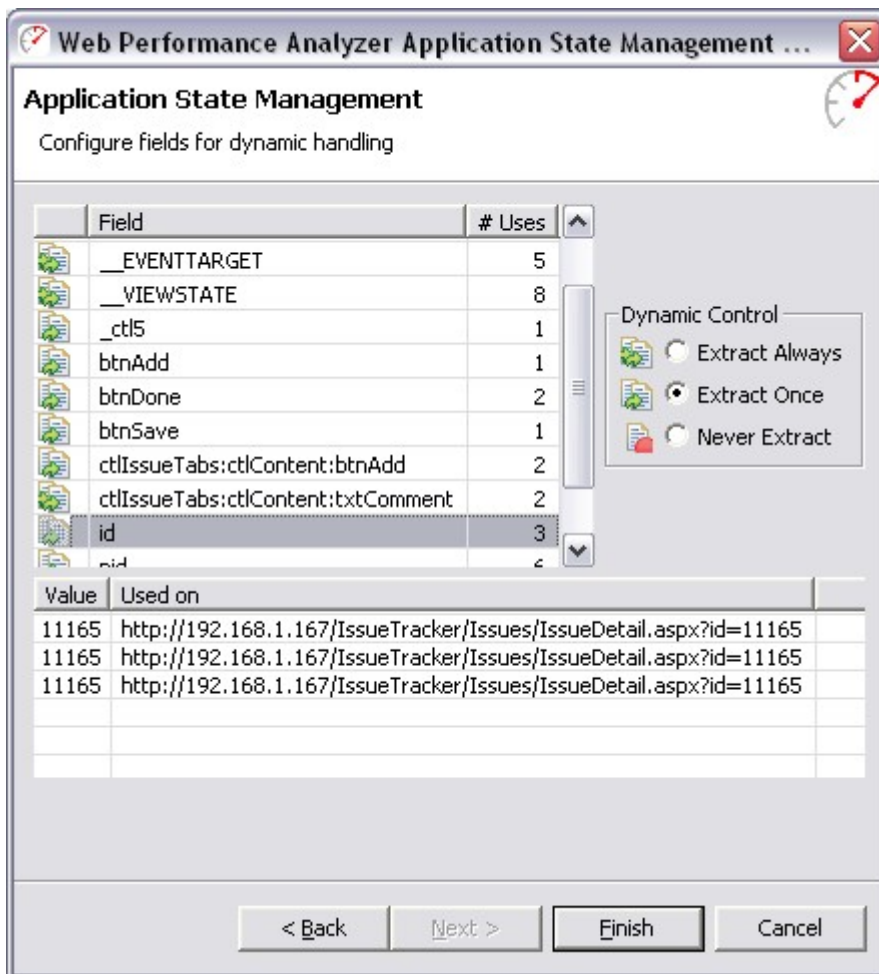 Web Performance Analyzer Application State Management ...
Application State Management
Configure fields for dynamic handling
Field # Uses
__EVENTTARGET 5
__VIEWSTATE 8
_ctl5 1
btnAdd 1
btnDone 2
btnSave 1
ctlIssueTabs:ctlContent:btnAdd 2
ctlIssueTabs:ctlContent:txtComment 2
id 3
pid 6
Dynamic Control
Extract Always
Extract Once
Never Extract
Value Used on
11165 http://192.168.1.167/IssueTracker/Issues/IssueDetail.aspx?id=11165
11165 http://192.168.1.167/IssueTracker/Issues/IssueDetail.aspx?id=11165
11165 http://192.168.1.167/IssueTracker/Issues/IssueDetail.aspx?id=11165
< Back Next > Finish Cancel